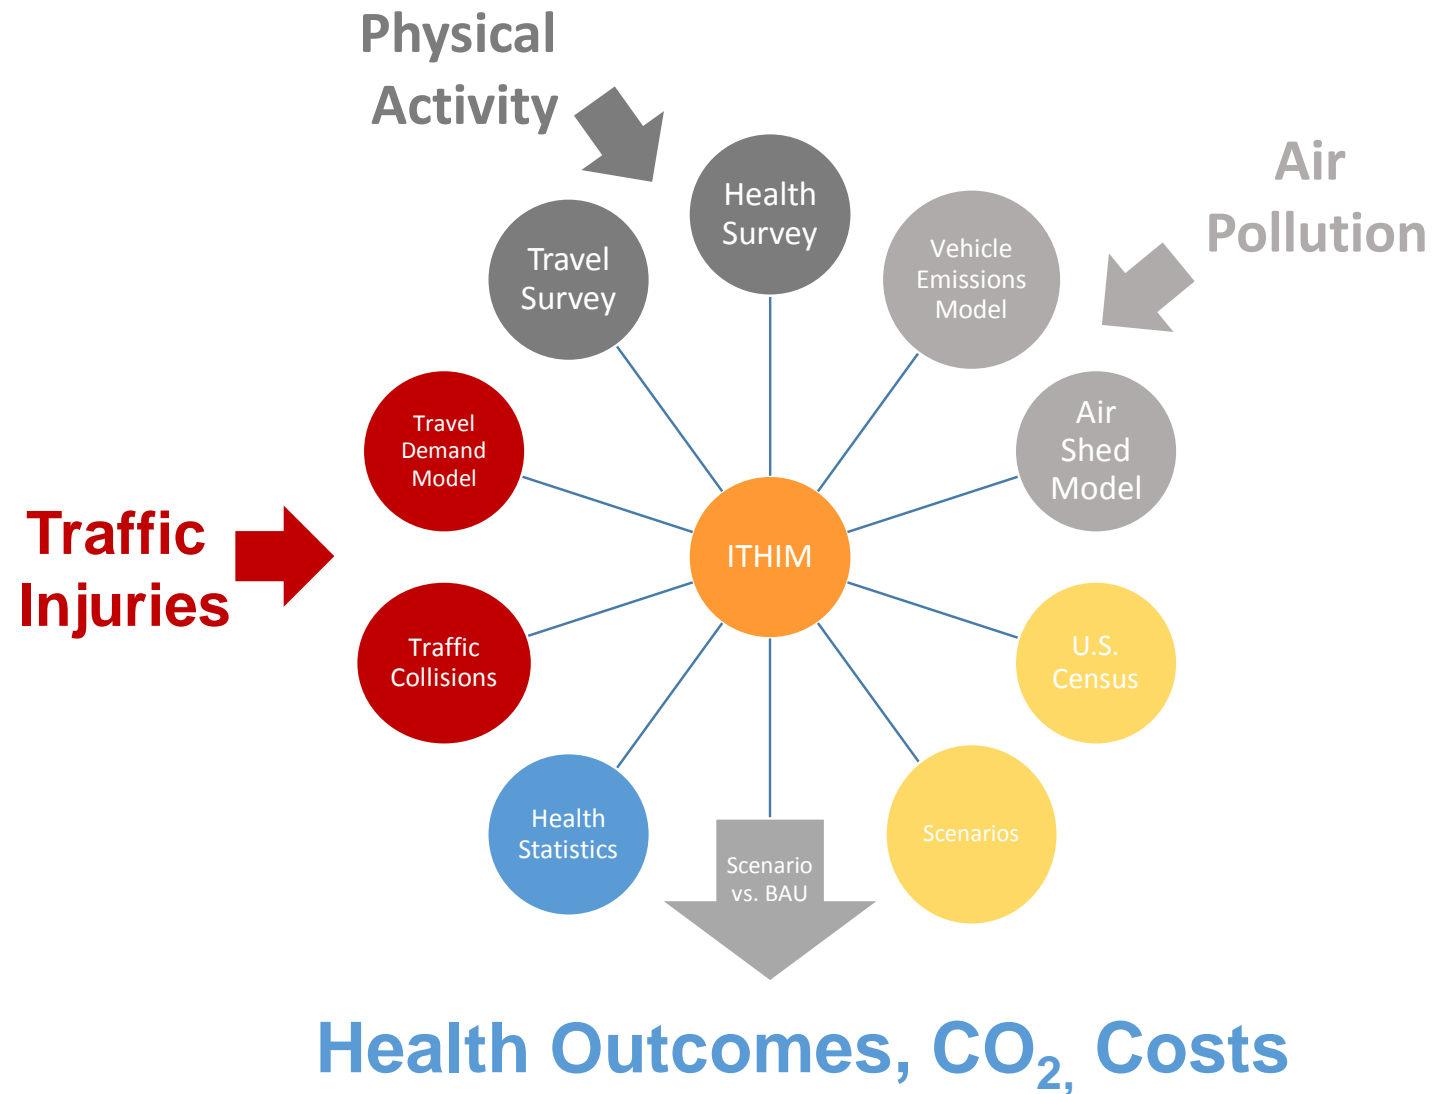 Physical
Activity
Air
Pollution
Health
Survey
Travel
Survey
Vehicle
Emissions
Model
Travel
Demand
Model
Air
Shed
Model
Traffic
Injuries
ITHIM
Traffic
Collisions
U.S.
Census
Health
Statistics
Scenario
vs. BAU
Scenarios
Health Outcomes, CO₂, Costs